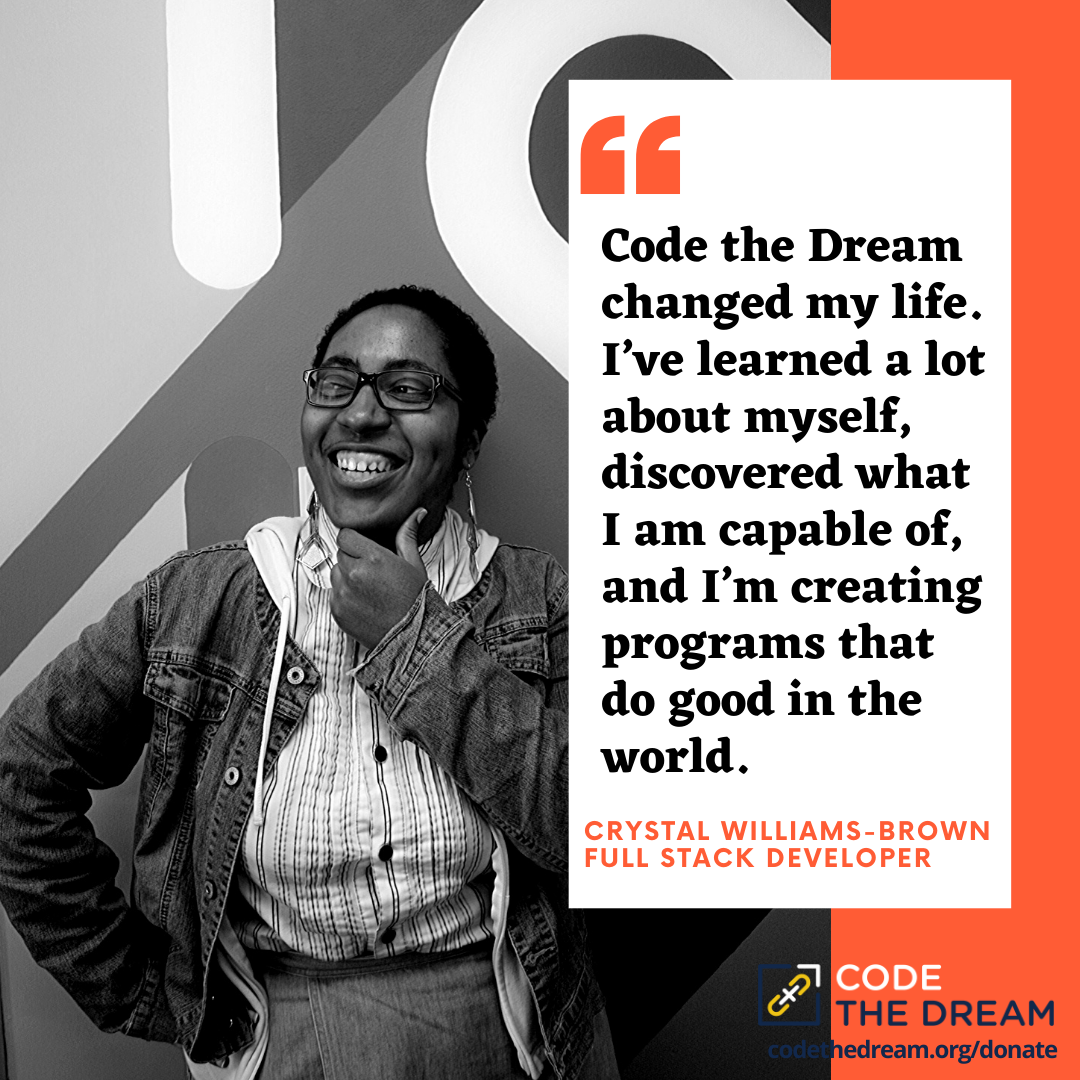 Code the Dream
changed my life.
I’ve learned a lot
about myself,
discovered what
I am capable of,
and I’m creating
programs that
do good in the
world.
CRYSTAL WILLIAMS-BROWN
FULL STACK DEVELOPER
CODE
THE DREAM
codethedream.org/donate